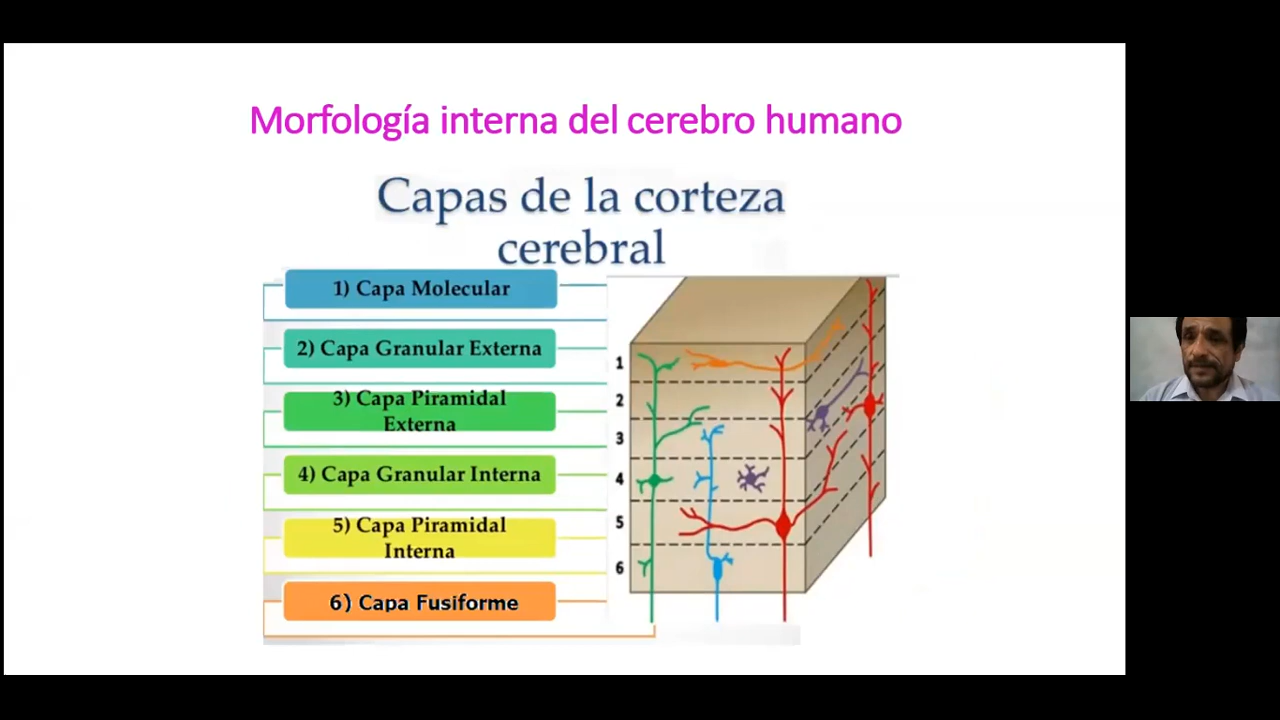 Morfología interna del cerebro humano
Capas de la corteza
cerebral
1) Capa Molecular
2) Capa Granular Externa
3) Capa Piramidal
Externa
4) Capa Granular Interna
5) Capa Piramidal
Interna
6) Capa Fusiforme
1
2
3
4
5
6